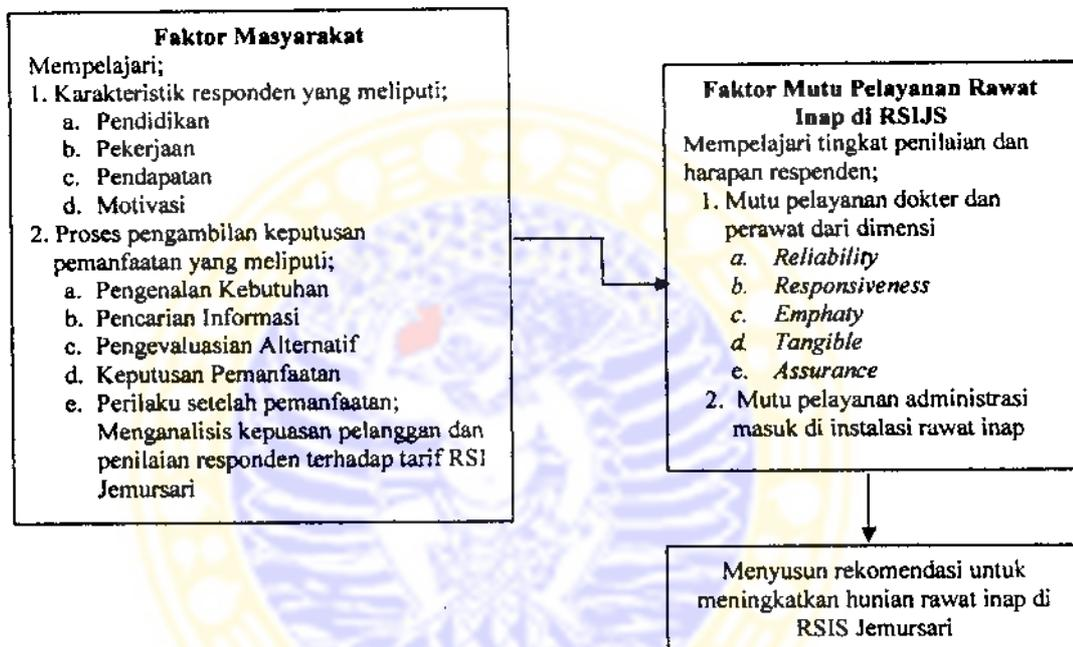 Faktor Masyarakat
Mempelajari;
1. Karakteristik responden yang meliputi;
a. Pendidikan
b. Pekerjaan
c. Pendapatan
d. Motivasi
2. Proses pengambilan keputusan
pemanfaatan yang meliputi;
a. Pengenalan Kebutuhan
b. Pencarian Informasi
c. Pengevaluasian Alternatif
d. Keputusan Pemanfaatan
e. Perilaku setelah pemanfaatan;
Menganalisis kepuasan pelanggan dan
penilaian responden terhadap tarif RSI
Jemursari
Faktor Mutu Pelayanan Rawat
Inap di RSIJS
Mempelajari tingkat penilaian dan
harapan respenden;
1. Mutu pelayanan dokter dan
perawat dari dimensi
a. Reliability
b. Responsiveness
c. Emphaty
d. Tangible
e. Assurance
2. Mutu pelayanan administrasi
masuk di instalasi rawat inap
Menyusun rekomendasi untuk
meningkatkan hunian rawat inap di
RSIS Jemursari